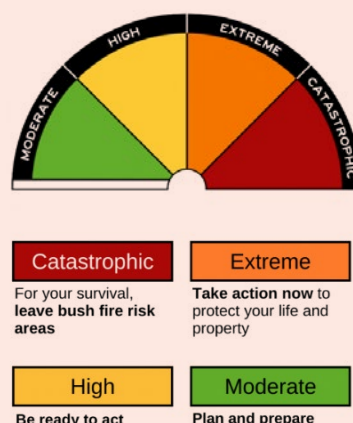 MODERATE
HIGH
EXTREME
CATASTROPHIC
Catastrophic
For your survival,
leave bush fire risk
areas
Extreme
Take action now to
protect your life and
property
High
Be ready to act
Moderate
Plan and prepare